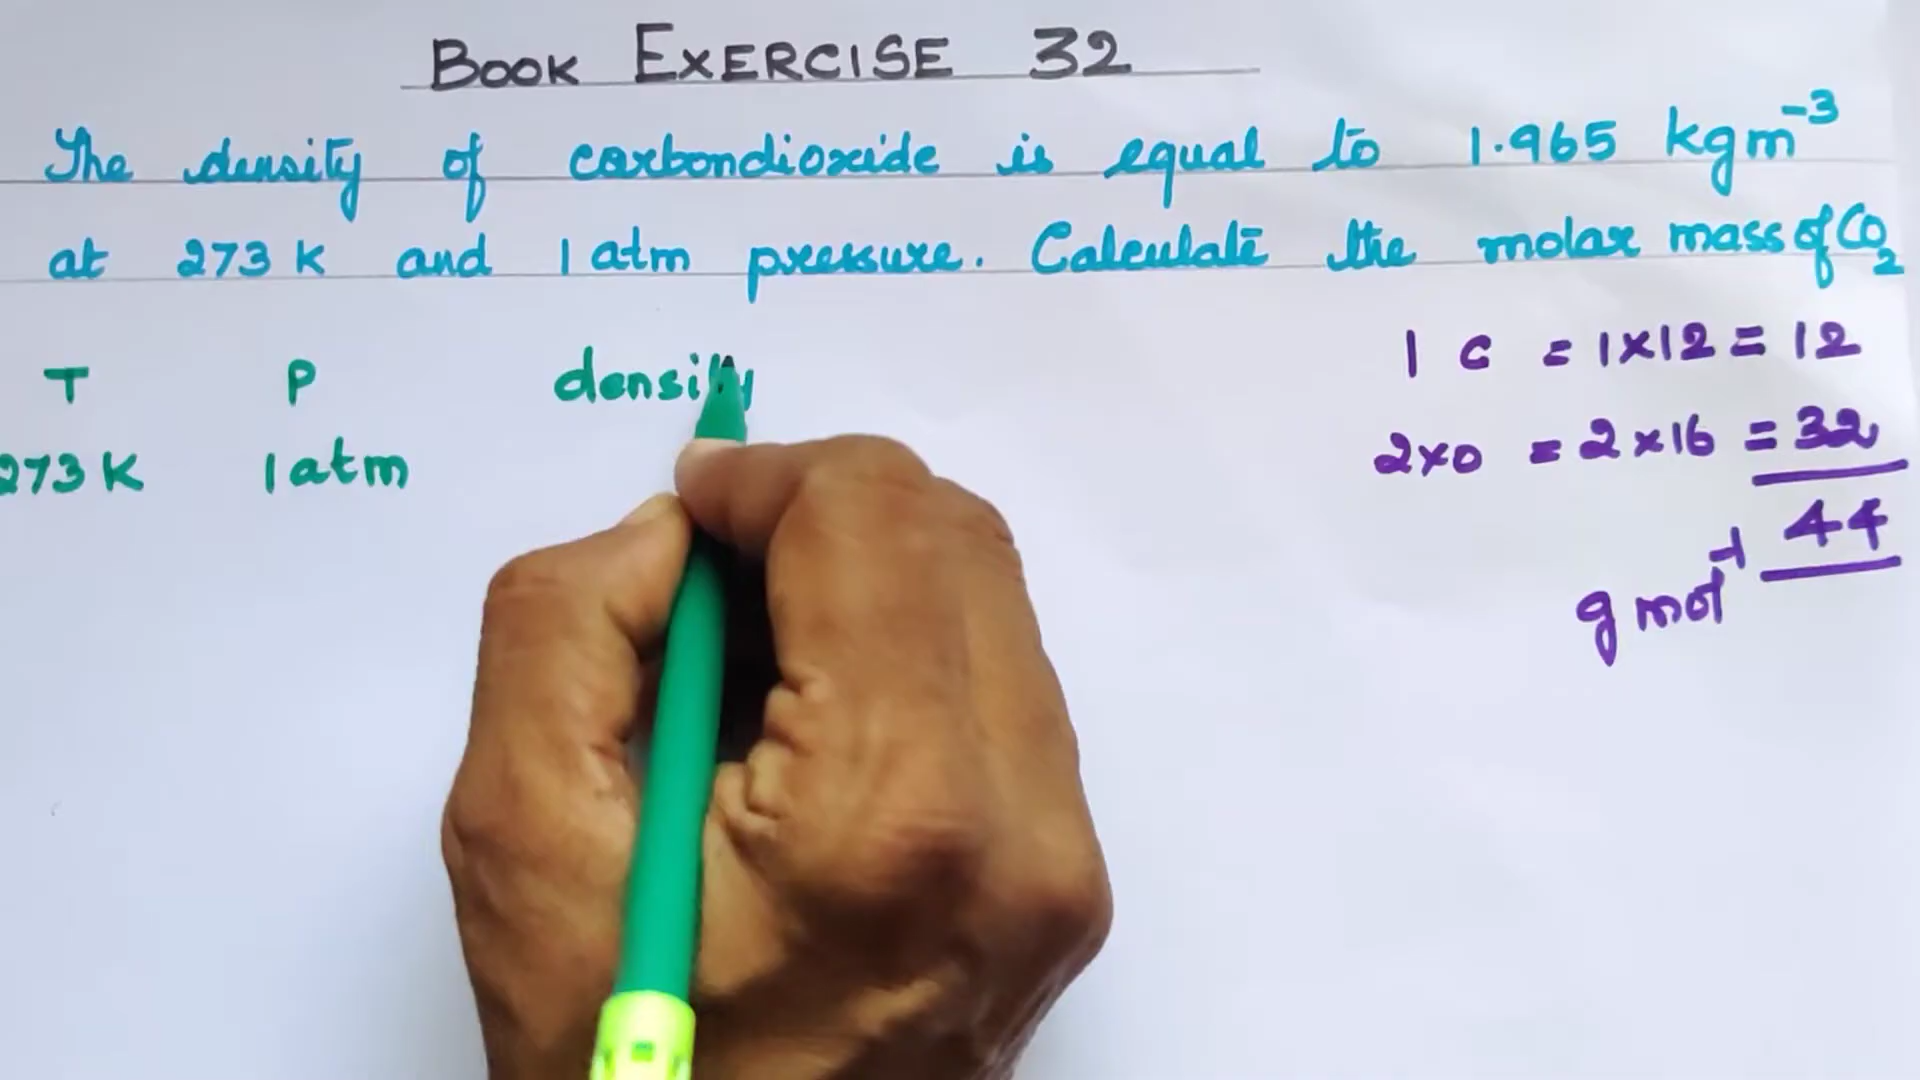 BOOK EXERCISE 32
The density of carbondioxide is equal to 1.965 kgm⁻³
at 273 K and 1 atm pressure. Calculate the molar mass of CO₂
T P density
273 K 1 atm
1 C = 1×12 = 12
2×O = 2×16 = 32
44
g mol⁻¹